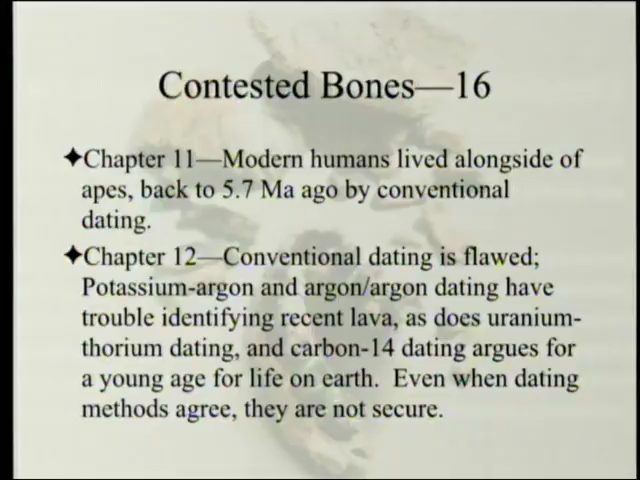 Contested Bones—16
✦Chapter 11—Modern humans lived alongside of
apes, back to 5.7 Ma ago by conventional
dating.
✦Chapter 12—Conventional dating is flawed;
Potassium-argon and argon/argon dating have
trouble identifying recent lava, as does uranium-
thorium dating, and carbon-14 dating argues for
a young age for life on earth.  Even when dating
methods agree, they are not secure.